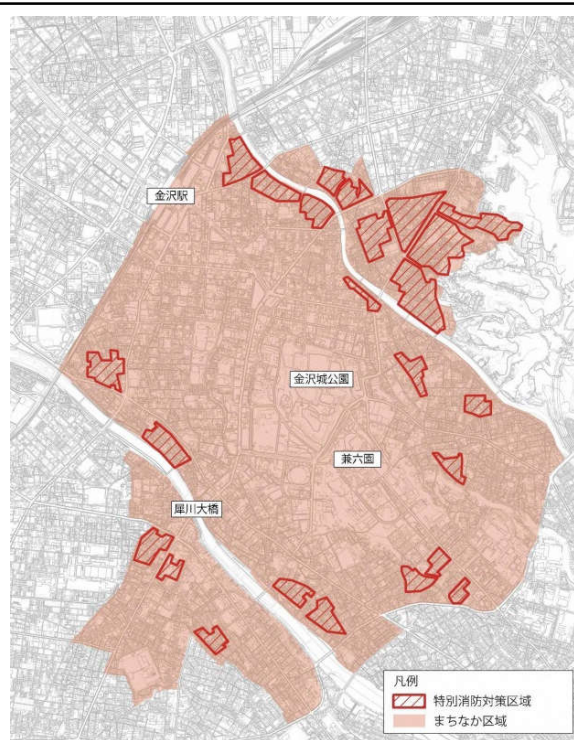 金沢駅
金沢城公園
兼六園
犀川大橋
凡例
特別消防対策区域
まちなか区域